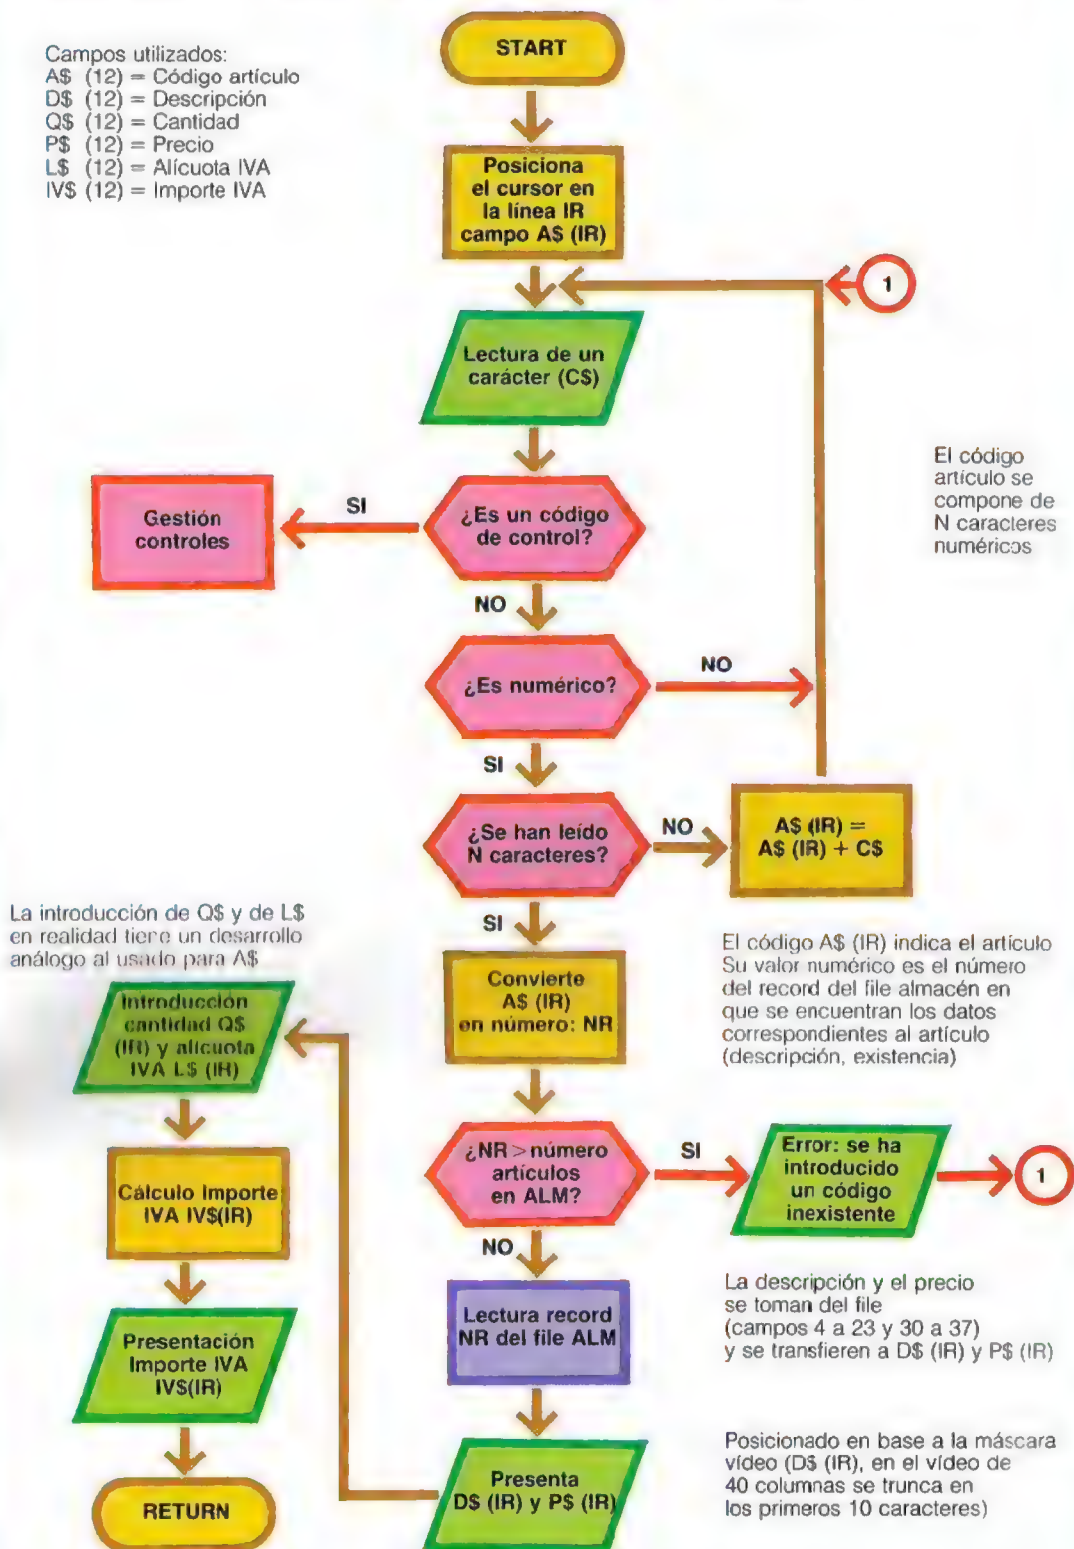 Campos utilizados:
A$ (12) = Código artículo
D$ (12) = Descripción
Q$ (12) = Cantidad
P$ (12) = Precio
L$ (12) = Alícuota IVA
IV$ (12) = Importe IVA
START
Posiciona
el cursor en
la línea IR
campo A$ (IR)
1
Lectura de un
carácter (C$)
El código
artículo se
compone de
N caracteres
numéricos
¿Es un código
de control?
SI
Gestión
controles
NO
¿Es numérico?
NO
SI
¿Se han leído
N caracteres?
NO
A$ (IR) =
A$ (IR) + C$
SI
La introducción de Q$ y de L$
en realidad tiene un desarrollo
análogo al usado para A$
Convierte
A$ (IR)
en número: NR
El código A$ (IR) indica el artículo
Su valor numérico es el número
del record del file almacén en
que se encuentran los datos
correspondientes al artículo
(descripción, existencia)
Introducción
cantidad Q$
(IR) y alícuota
IVA L$ (IR)
¿NR > número
artículos
en ALM?
SI
Error: se ha
introducido
un código
inexistente
1
Cálculo Importe
IVA IV$(IR)
NO
Lectura record
NR del file ALM
La descripción y el precio
se toman del file
(campos 4 a 23 y 30 a 37)
y se transfieren a D$ (IR) y P$ (IR)
Presentación
Importe IVA
IV$(IR)
Presenta
D$ (IR) y P$ (IR)
Posicionado en base a la máscara
vídeo (D$ (IR), en el vídeo de
40 columnas se trunca en
los primeros 10 caracteres)
RETURN